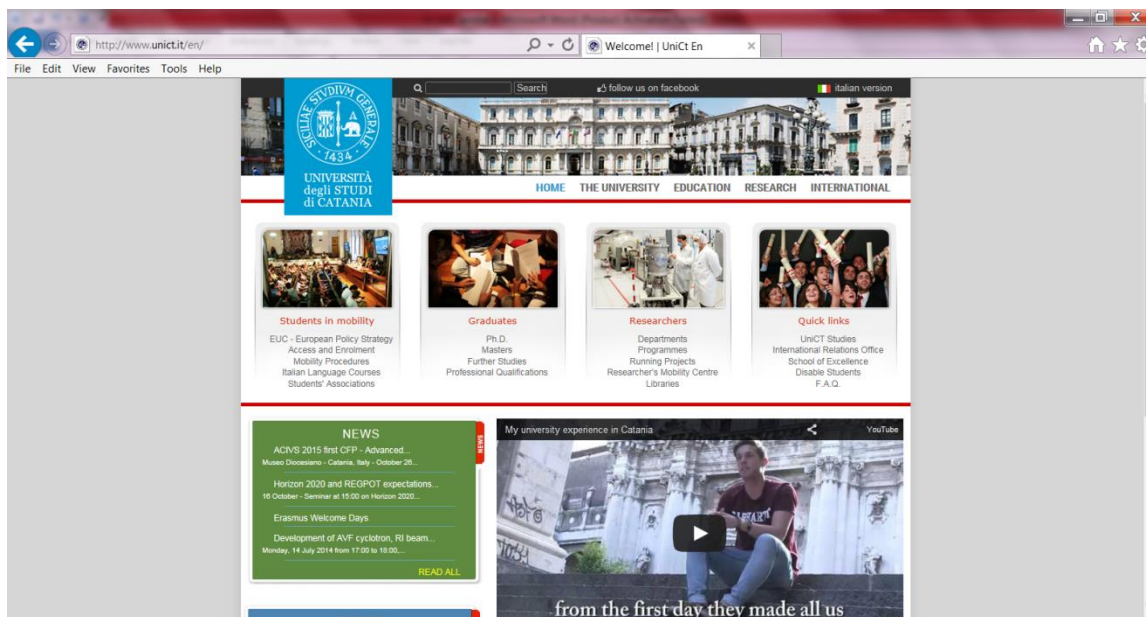 http://www.unict.it/en/
Welcome! | UniCt En
File Edit View Favorites Tools Help
Search
follow us on facebook
italian version
SICILIAE STVDIVM GENERALE
· 1434 ·
UNIVERSITÀ
degli STUDI
di CATANIA
HOME THE UNIVERSITY EDUCATION RESEARCH INTERNATIONAL
Students in mobility
EUC - European Policy Strategy
Access and Enrolment
Mobility Procedures
Italian Language Courses
Students' Associations
Graduates
Ph.D.
Masters
Further Studies
Professional Qualifications
Researchers
Departments
Programmes
Running Projects
Researcher's Mobility Centre
Libraries
Quick links
UniCT Studies
International Relations Office
School of Excellence
Disable Students
F.A.Q.
NEWS
NEWS
ACIVS 2015 first CFP - Advanced...
Museo Diocesiano - Catania, Italy - October 26...
Horizon 2020 and REGPOT expectations...
16 October - Seminar at 15:00 on Horizon 2020...
Erasmus Welcome Days
Development of AVF cyclotron, RI beam...
Monday, 14 July 2014 from 17:00 to 18:00,...
READ ALL
My university experience in Catania
YouTube
HARVARD
from the first day they made all us